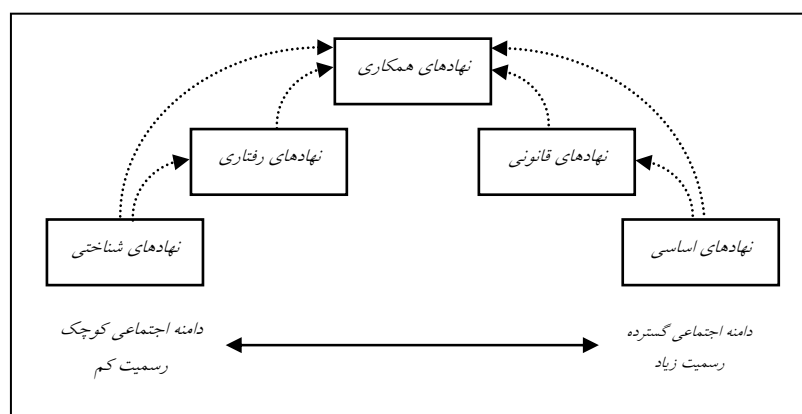 نهادهای همکاری
نهادهای قانونی
نهادهای رفتاری
نهادهای اساسی
نهادهای شناختی
دامنه اجتماعی گسترده
رسمیت زیاد
دامنه اجتماعی کوچک
رسمیت کم